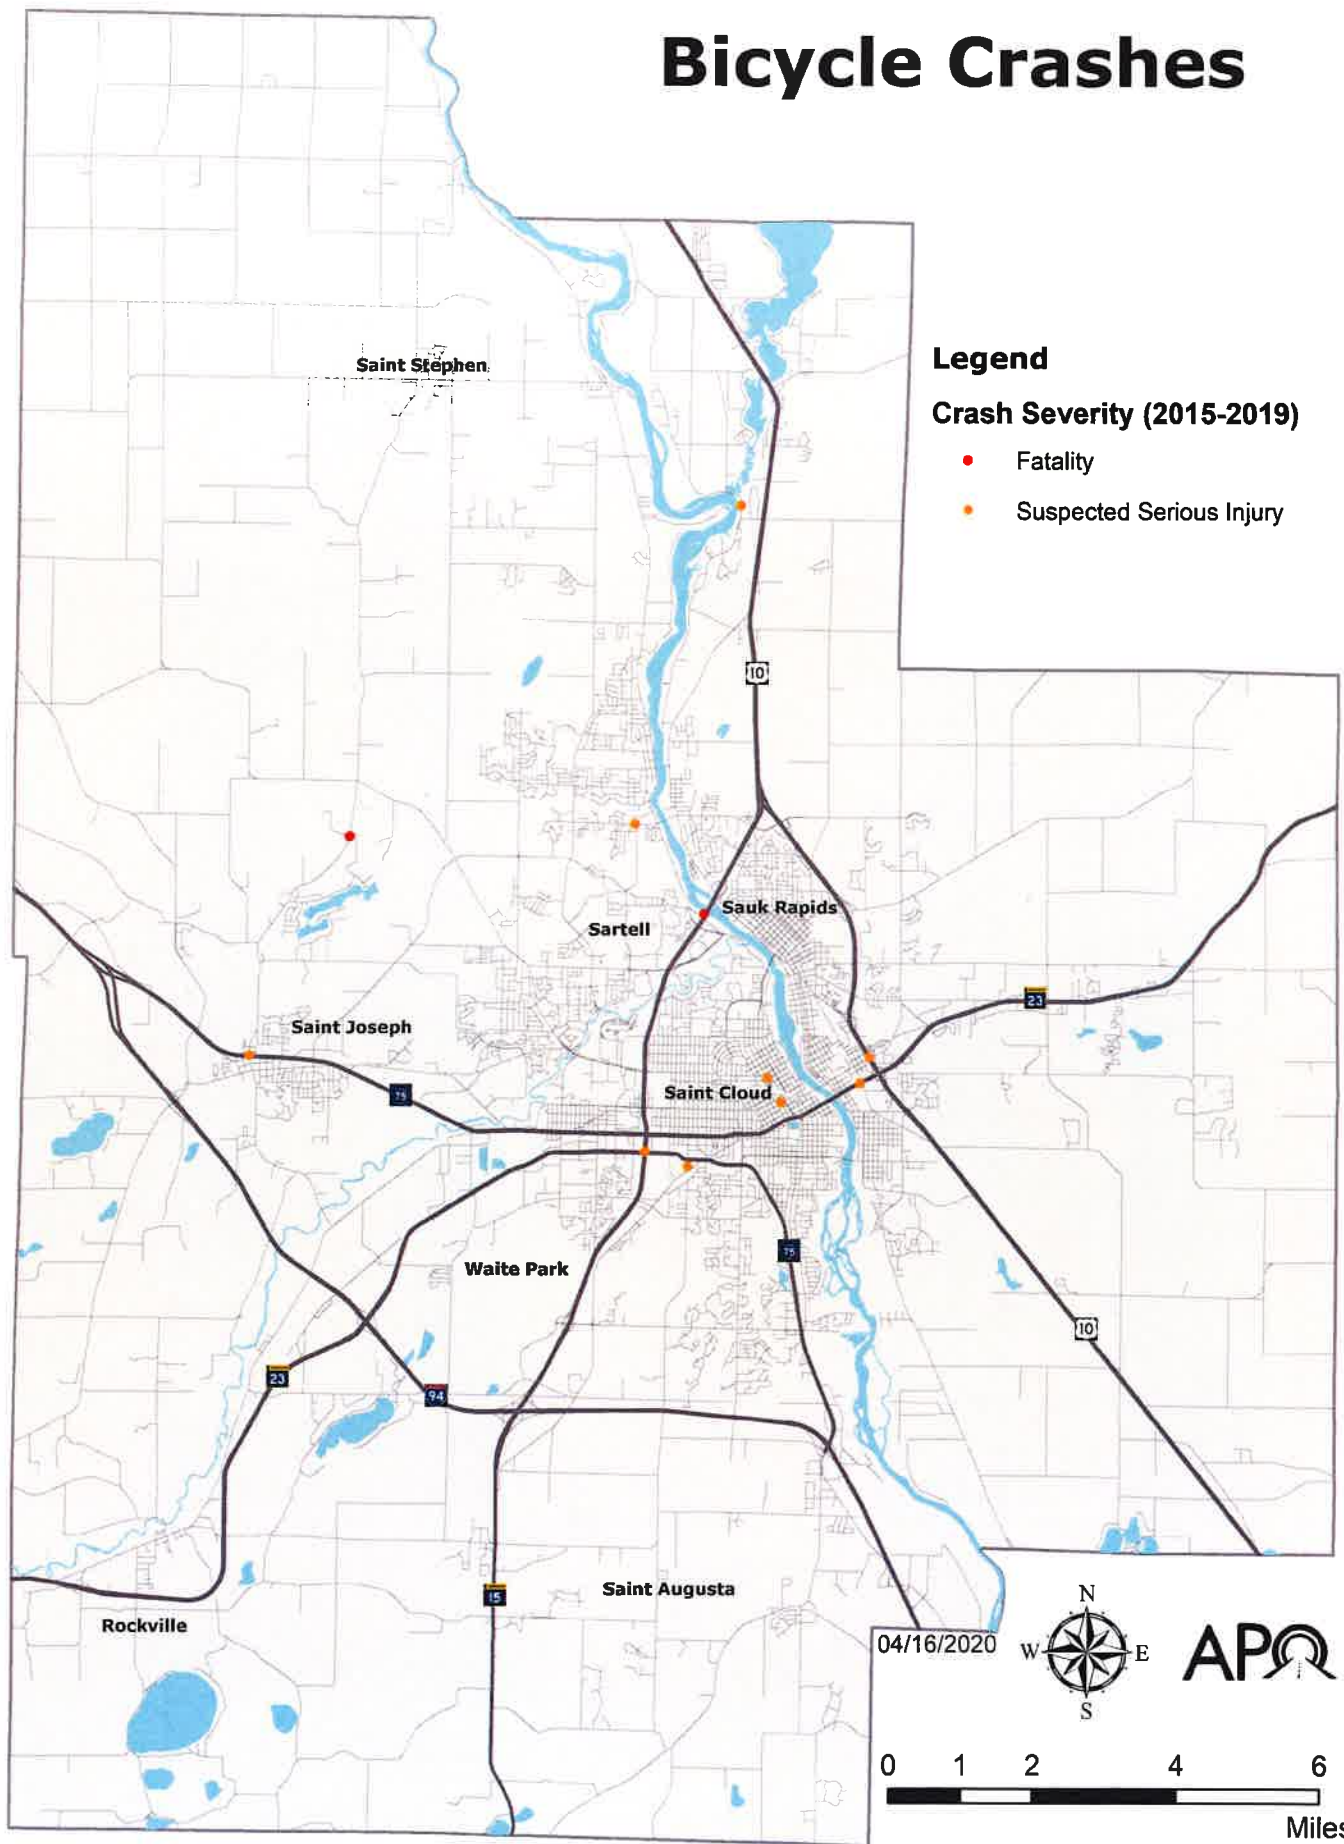 Bicycle Crashes
Saint Stephen
Legend
Crash Severity (2015-2019)
Fatality
Suspected Serious Injury
10
Sauk Rapids
Sartell
23
Saint Joseph
75
Saint Cloud
75
Waite Park
10
23
94
15
Saint Augusta
Rockville
04/16/2020
N
W
E
S
APO
0 1 2 4 6
Miles